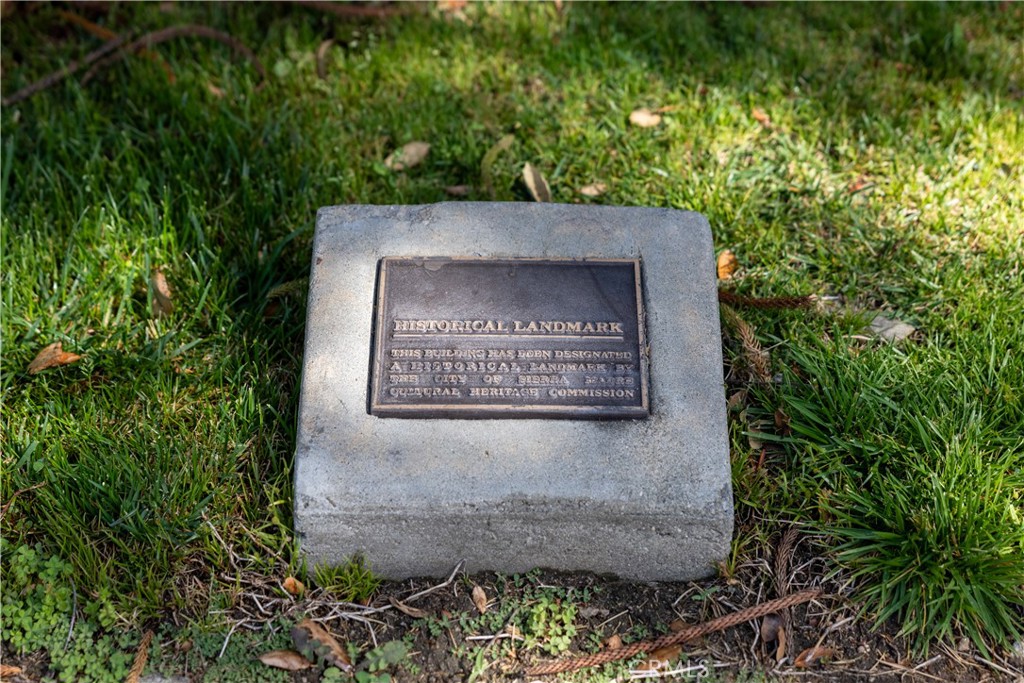 HISTORICAL LANDMARK
THIS BUILDING HAS BEEN DESIGNATED
A HISTORICAL LANDMARK BY
THE CITY OF SIERRA MADRE
CULTURAL HERITAGE COMMISSION
CRMLS